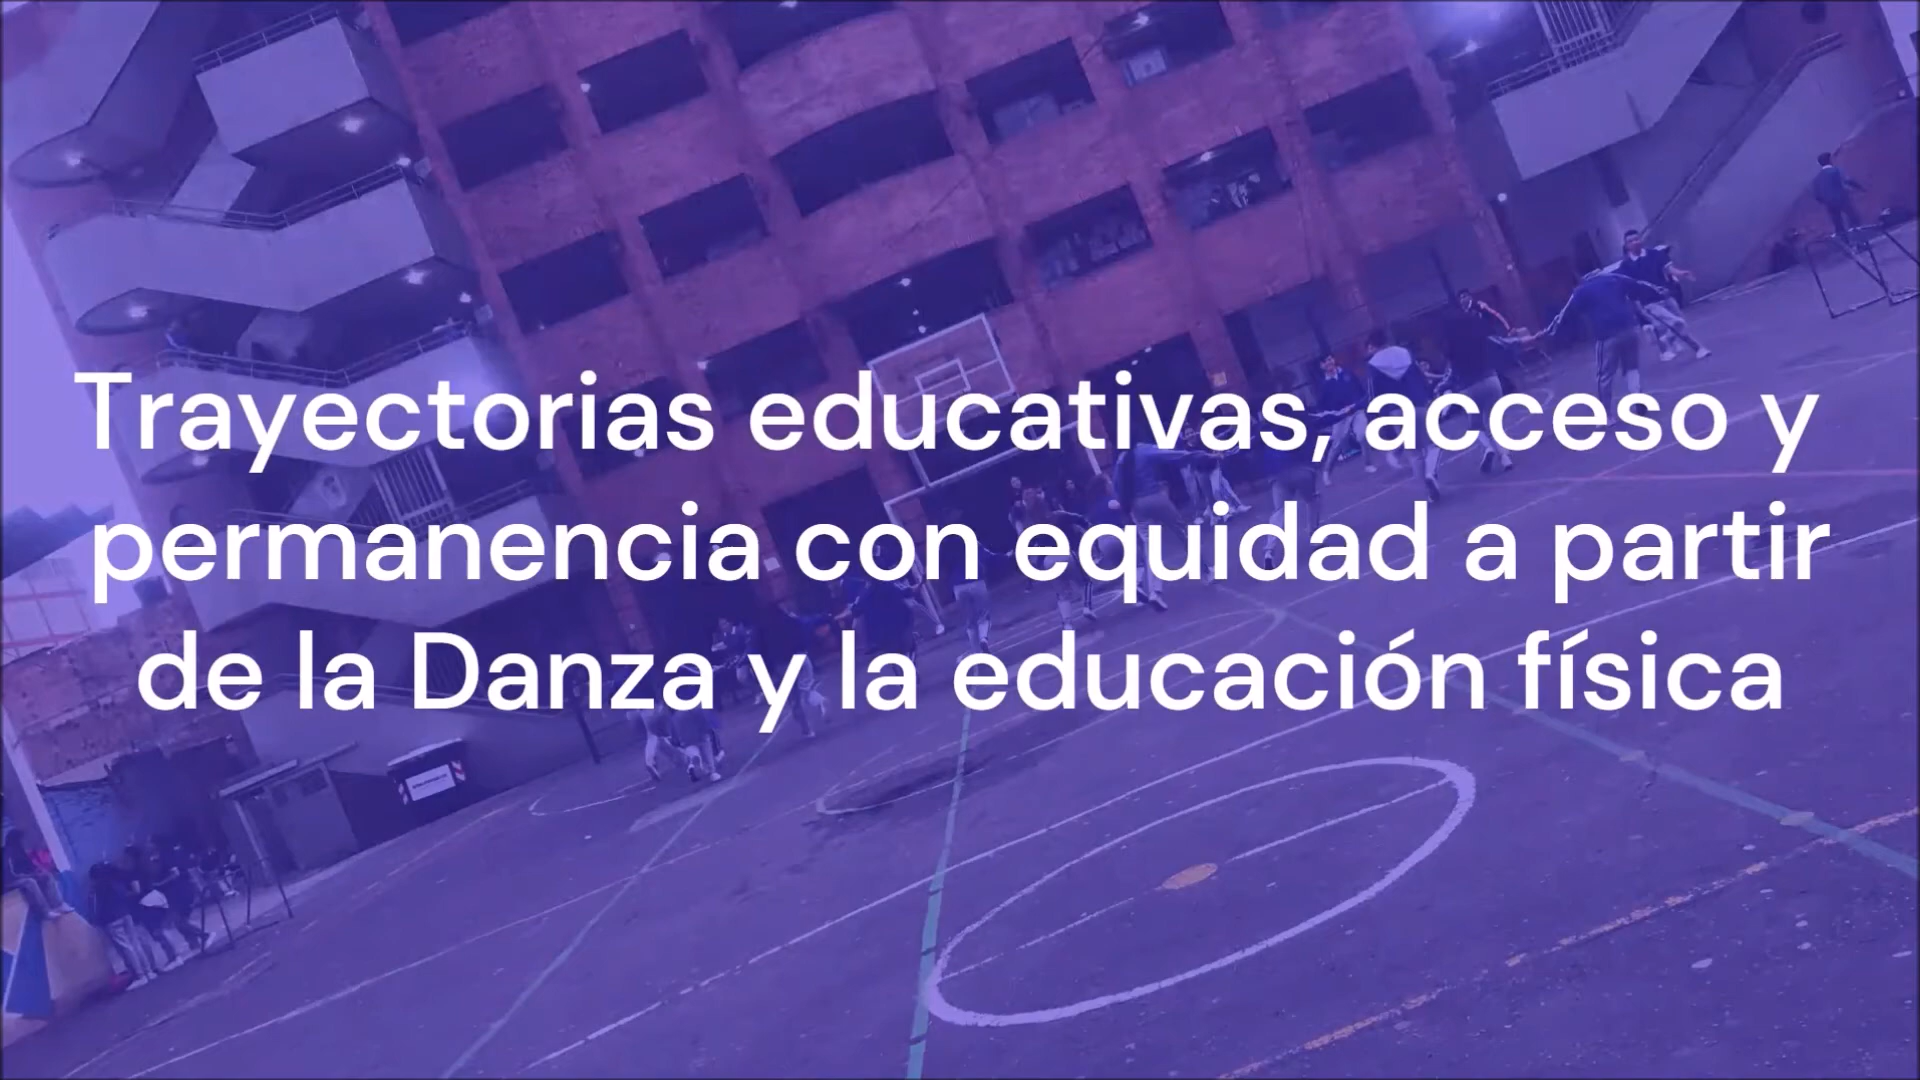 Trayectorias educativas, acceso y
permanencia con equidad a partir
de la Danza y la educación física